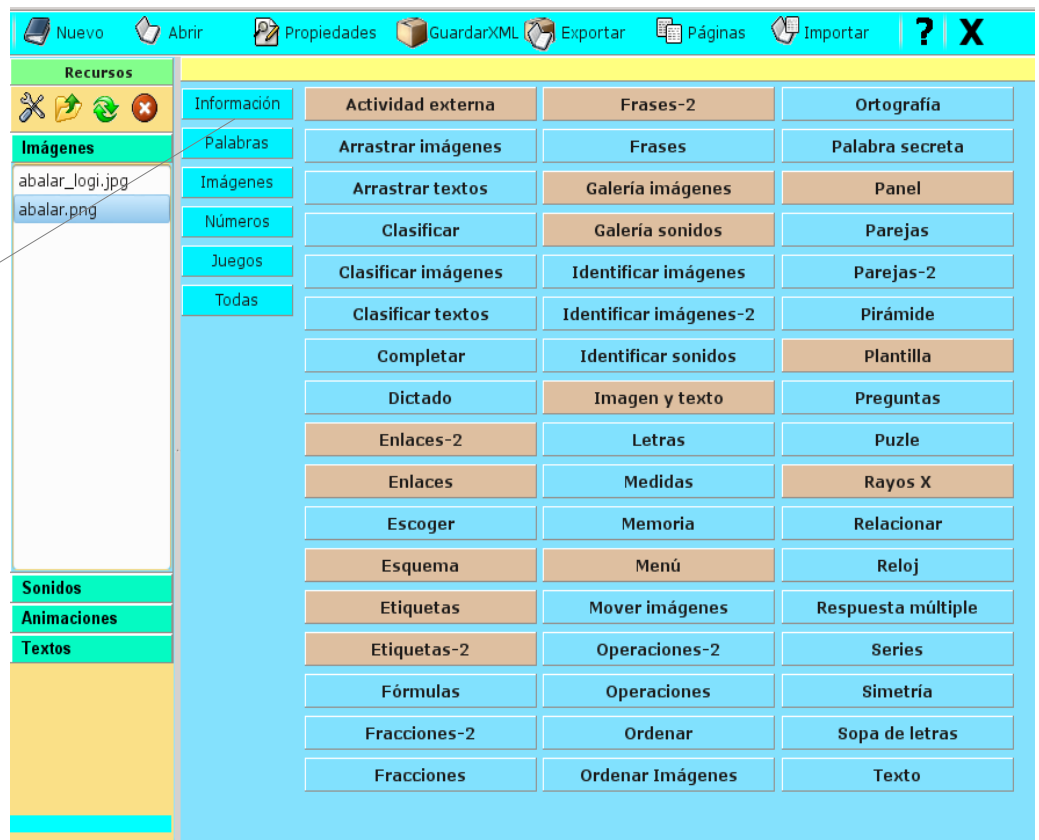 Nuevo Abrir Propiedades GuardarXML Exportar Páginas Importar ? X
Recursos
Imágenes
abalar_logi.jpg
abalar.png
Sonidos
Animaciones
Textos
Información
Palabras
Imágenes
Números
Juegos
Todas
Actividad externa Frases-2 Ortografía
Arrastrar imágenes Frases Palabra secreta
Arrastrar textos Galería imágenes Panel
Clasificar Galería sonidos Parejas
Clasificar imágenes Identificar imágenes Parejas-2
Clasificar textos Identificar imágenes-2 Pirámide
Completar Identificar sonidos Plantilla
Dictado Imagen y texto Preguntas
Enlaces-2 Letras Puzle
Enlaces Medidas Rayos X
Escoger Memoria Relacionar
Esquema Menú Reloj
Etiquetas Mover imágenes Respuesta múltiple
Etiquetas-2 Operaciones-2 Series
Fórmulas Operaciones Simetría
Fracciones-2 Ordenar Sopa de letras
Fracciones Ordenar Imágenes Texto